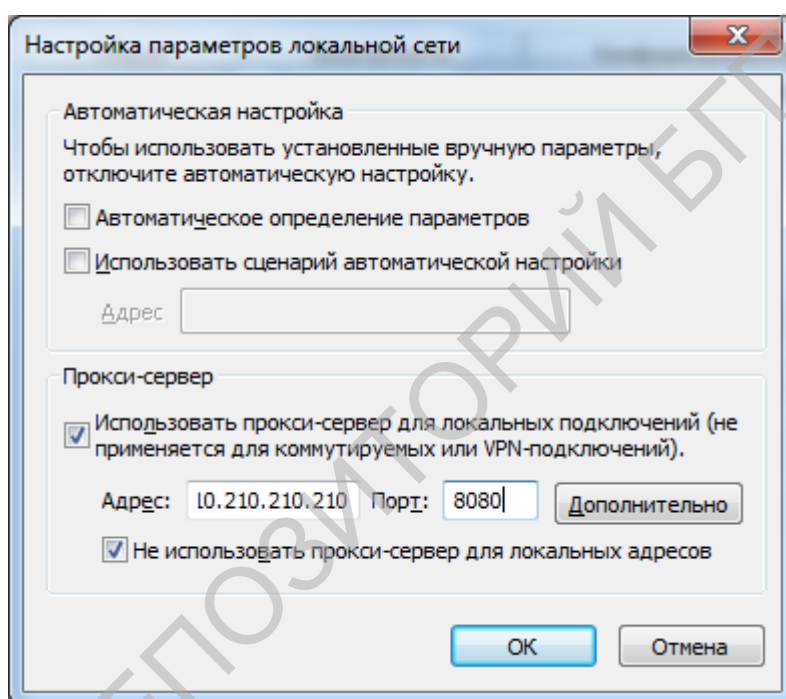 Настройка параметров локальной сети
Автоматическая настройка
Чтобы использовать установленные вручную параметры,
отключите автоматическую настройку.
Автоматическое определение параметров
Использовать сценарий автоматической настройки
Адрес
Прокси-сервер
Использовать прокси-сервер для локальных подключений (не
применяется для коммутируемых или VPN-подключений).
Адрес: 10.210.210.210 Порт: 8080 Дополнительно
Не использовать прокси-сервер для локальных адресов
ОК Отмена